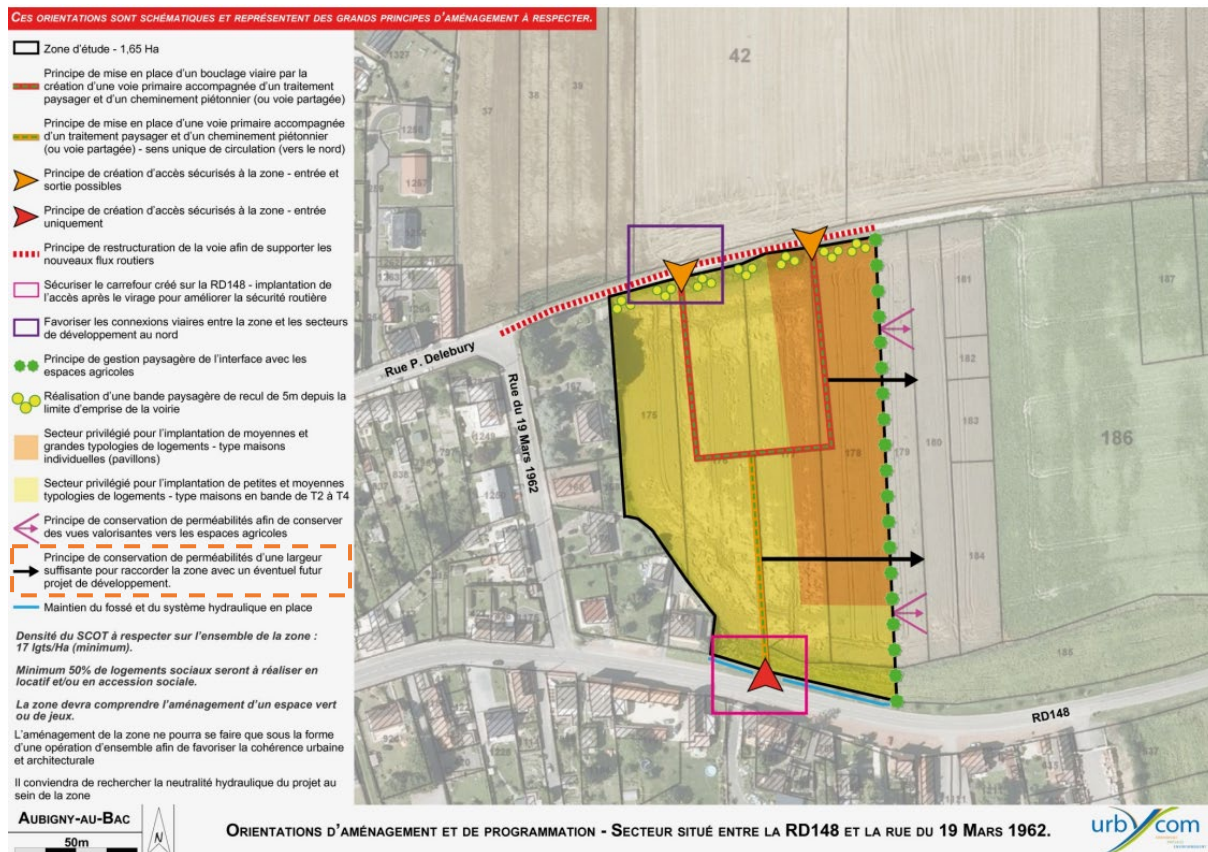 CES ORIENTATIONS SONT SCHÉMATIQUES ET REPRÉSENTENT DES GRANDS PRINCIPES D'AMÉNAGEMENT À RESPECTER.
Zone d'étude - 1,65 Ha
Principe de mise en place d'un bouclage viaire par la
création d'une voie primaire accompagnée d'un traitement
paysager et d'un cheminement piétonnier (ou voie partagée)
Principe de mise en place d'une voie primaire accompagnée
d'un traitement paysager et d'un cheminement piétonnier
(ou voie partagée) - sens unique de circulation (vers le nord)
Principe de création d'accès sécurisés à la zone - entrée et
sortie possibles
Principe de création d'accès sécurisés à la zone - entrée
uniquement
Principe de restructuration de la voie afin de supporter les
nouveaux flux routiers
Sécuriser le carrefour créé sur la RD148 - implantation de
l'accès après le virage pour améliorer la sécurité routière
Favoriser les connexions viaires entre la zone et les secteurs
de développement au nord
Principe de gestion paysagère de l'interface avec les
espaces agricoles
Réalisation d'une bande paysagère de recul de 5m depuis la
limite d'emprise de la voirie
Secteur privilégié pour l'implantation de moyennes et
grandes typologies de logements - type maisons
individuelles (pavillons)
Secteur privilégié pour l'implantation de petites et moyennes
typologies de logements - type maisons en bande de T2 à T4
Principe de conservation de perméabilités afin de conserver
des vues valorisantes vers les espaces agricoles
Principe de conservation de perméabilités d'une largeur
suffisante pour raccorder la zone avec un éventuel futur
projet de développement.
Maintien du fossé et du système hydraulique en place
Densité du SCOT à respecter sur l'ensemble de la zone :
17 lgts/Ha (minimum).
Minimum 50% de logements sociaux seront à réaliser en
locatif et/ou en accession sociale.
La zone devra comprendre l'aménagement d'un espace vert
ou de jeux.
L'aménagement de la zone ne pourra se faire que sous la forme
d'une opération d'ensemble afin de favoriser la cohérence urbaine
et architecturale
Il conviendra de rechercher la neutralité hydraulique du projet au
sein de la zone
42
37
38
39
1327
181
187
182
183
186
175
178
179
180
184
185
Rue P. Delebury
Rue du 19 Mars 1962
RD148
AUBIGNY-AU-BAC
50m
N
ORIENTATIONS D'AMÉNAGEMENT ET DE PROGRAMMATION - SECTEUR SITUÉ ENTRE LA RD148 ET LA RUE DU 19 MARS 1962.
urbycom